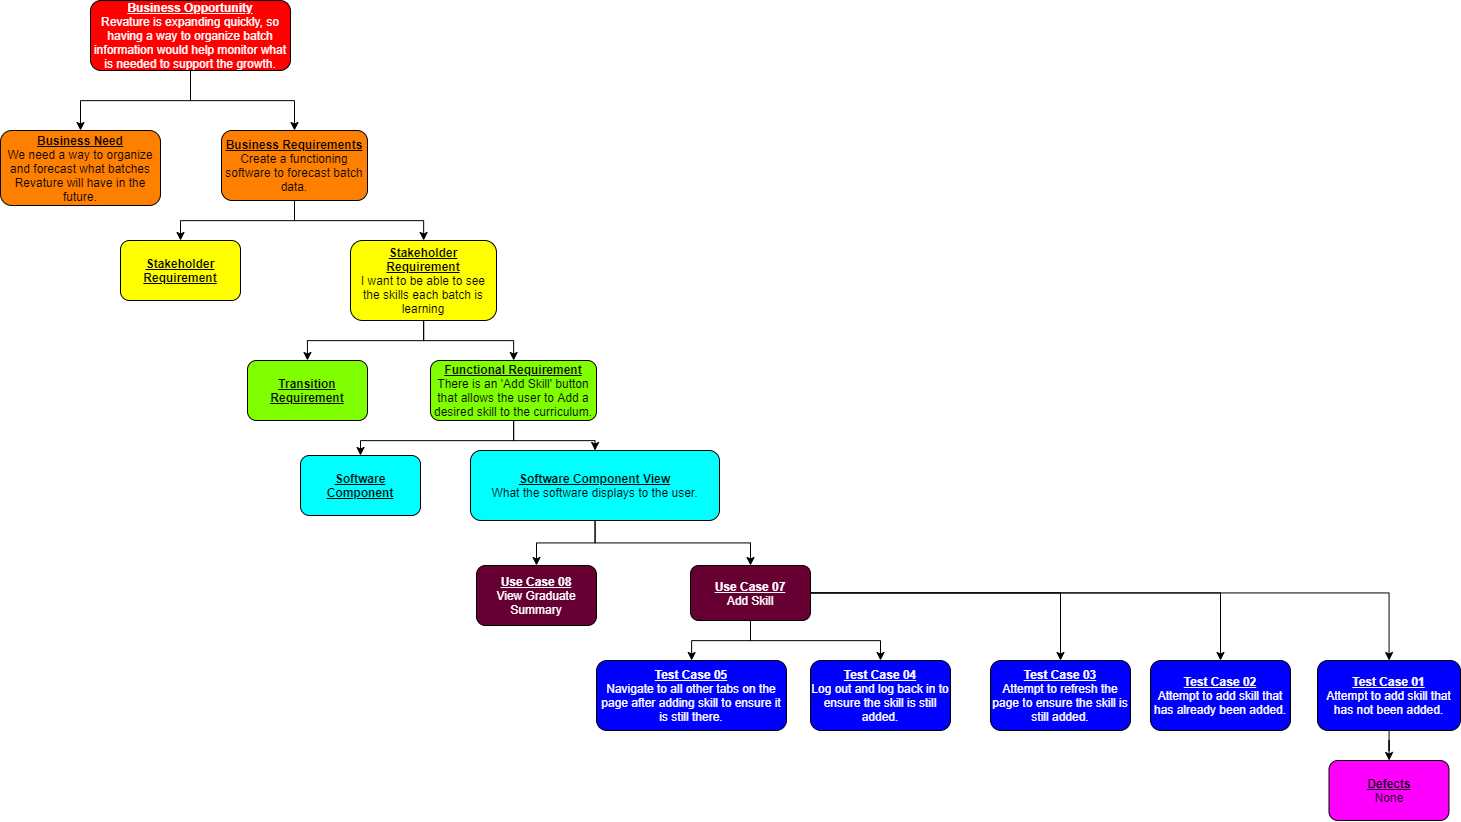 Business Opportunity
Revature is expanding quickly, so
having a way to organize batch
information would help monitor what
is needed to support the growth.
Business Need
We need a way to organize
and forecast what batches
Revature will have in the
future.
Business Requirements
Create a functioning
software to forecast batch
data.
Stakeholder
Requirement
Stakeholder
Requirement
I want to be able to see
the skills each batch is
learning
Transition
Requirement
Functional Requirement
There is an 'Add Skill' button
that allows the user to Add a
desired skill to the curriculum.
Software
Component
Software Component View
What the software displays to the user.
Use Case 08
View Graduate
Summary
Use Case 07
Add Skill
Test Case 05
Navigate to all other tabs on the
page after adding skill to ensure it
is still there.
Test Case 04
Log out and log back in to
ensure the skill is still
added.
Test Case 03
Attempt to refresh the
page to ensure the skill is
still added.
Test Case 02
Attempt to add skill that
has already been added.
Test Case 01
Attempt to add skill that
has not been added.
Defects
None